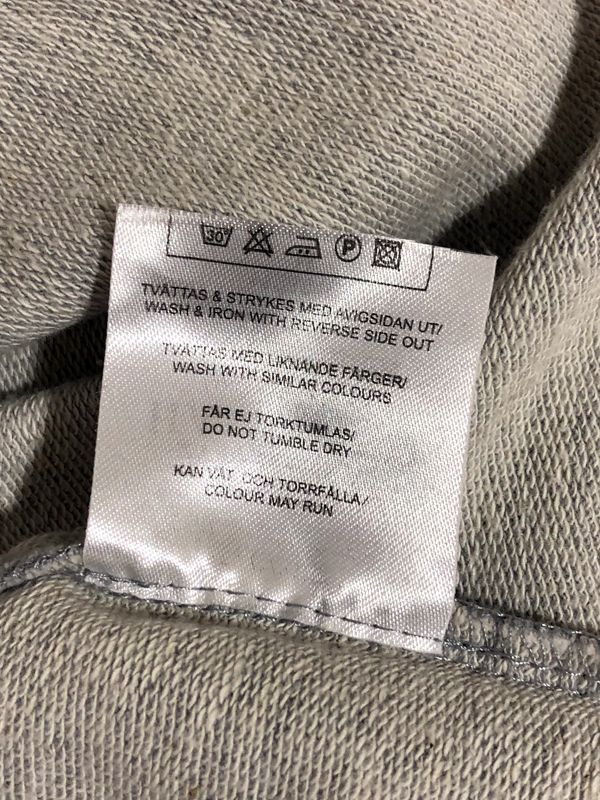 30° P
TVÄTTAS & STRYKES MED AVIGSIDAN UT/
WASH & IRON WITH REVERSE SIDE OUT
TVÄTTAS MED LIKNANDE FÄRGER/
WASH WITH SIMILAR COLOURS
FÅR EJ TORKTUMLAS/
DO NOT TUMBLE DRY
KAN VÅT- OCH TORRFÄLLA/
COLOUR MAY RUN